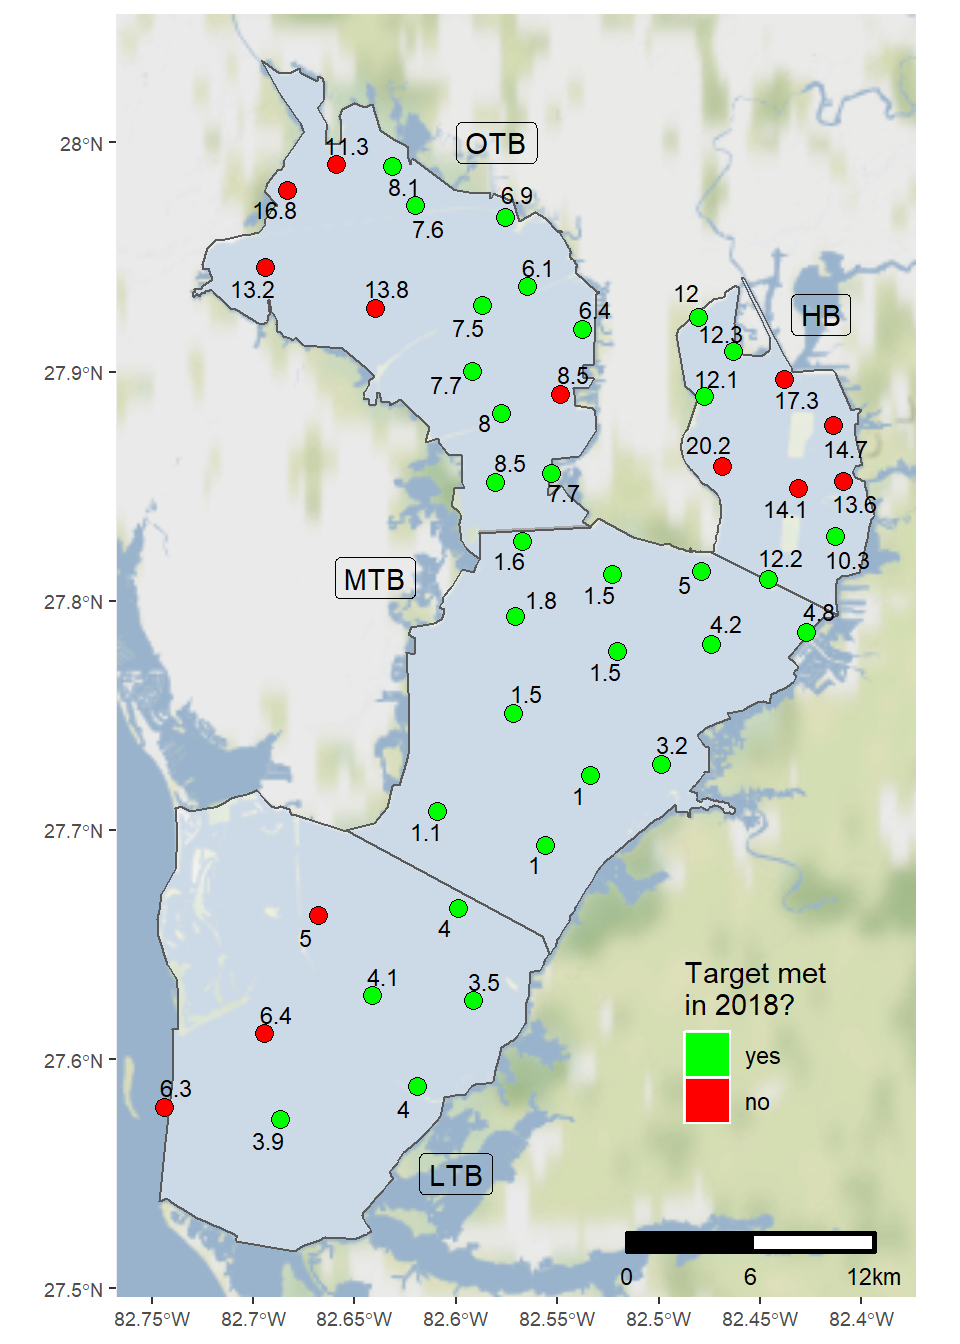 28°N
27.9°N
27.8°N
27.7°N
27.6°N
27.5°N
82.75°W
82.7°W
82.65°W
82.6°W
82.55°W
82.5°W
82.45°W
82.4°W
OTB
11.3
8.1
16.8
7.6
6.9
13.2
13.8
6.1
7.5
6.4
7.7
8.5
8
8.5
7.7
HB
12
12.3
12.1
17.3
20.2
14.7
14.1
13.6
10.3
12.2
MTB
1.6
1.5
5
4.8
1.8
4.2
1.5
1.5
3.2
1
1.1
1
4
5
4.1
3.5
6.4
6.3
4
3.9
LTB
Target met
in 2018?
yes
no
0
6
12km